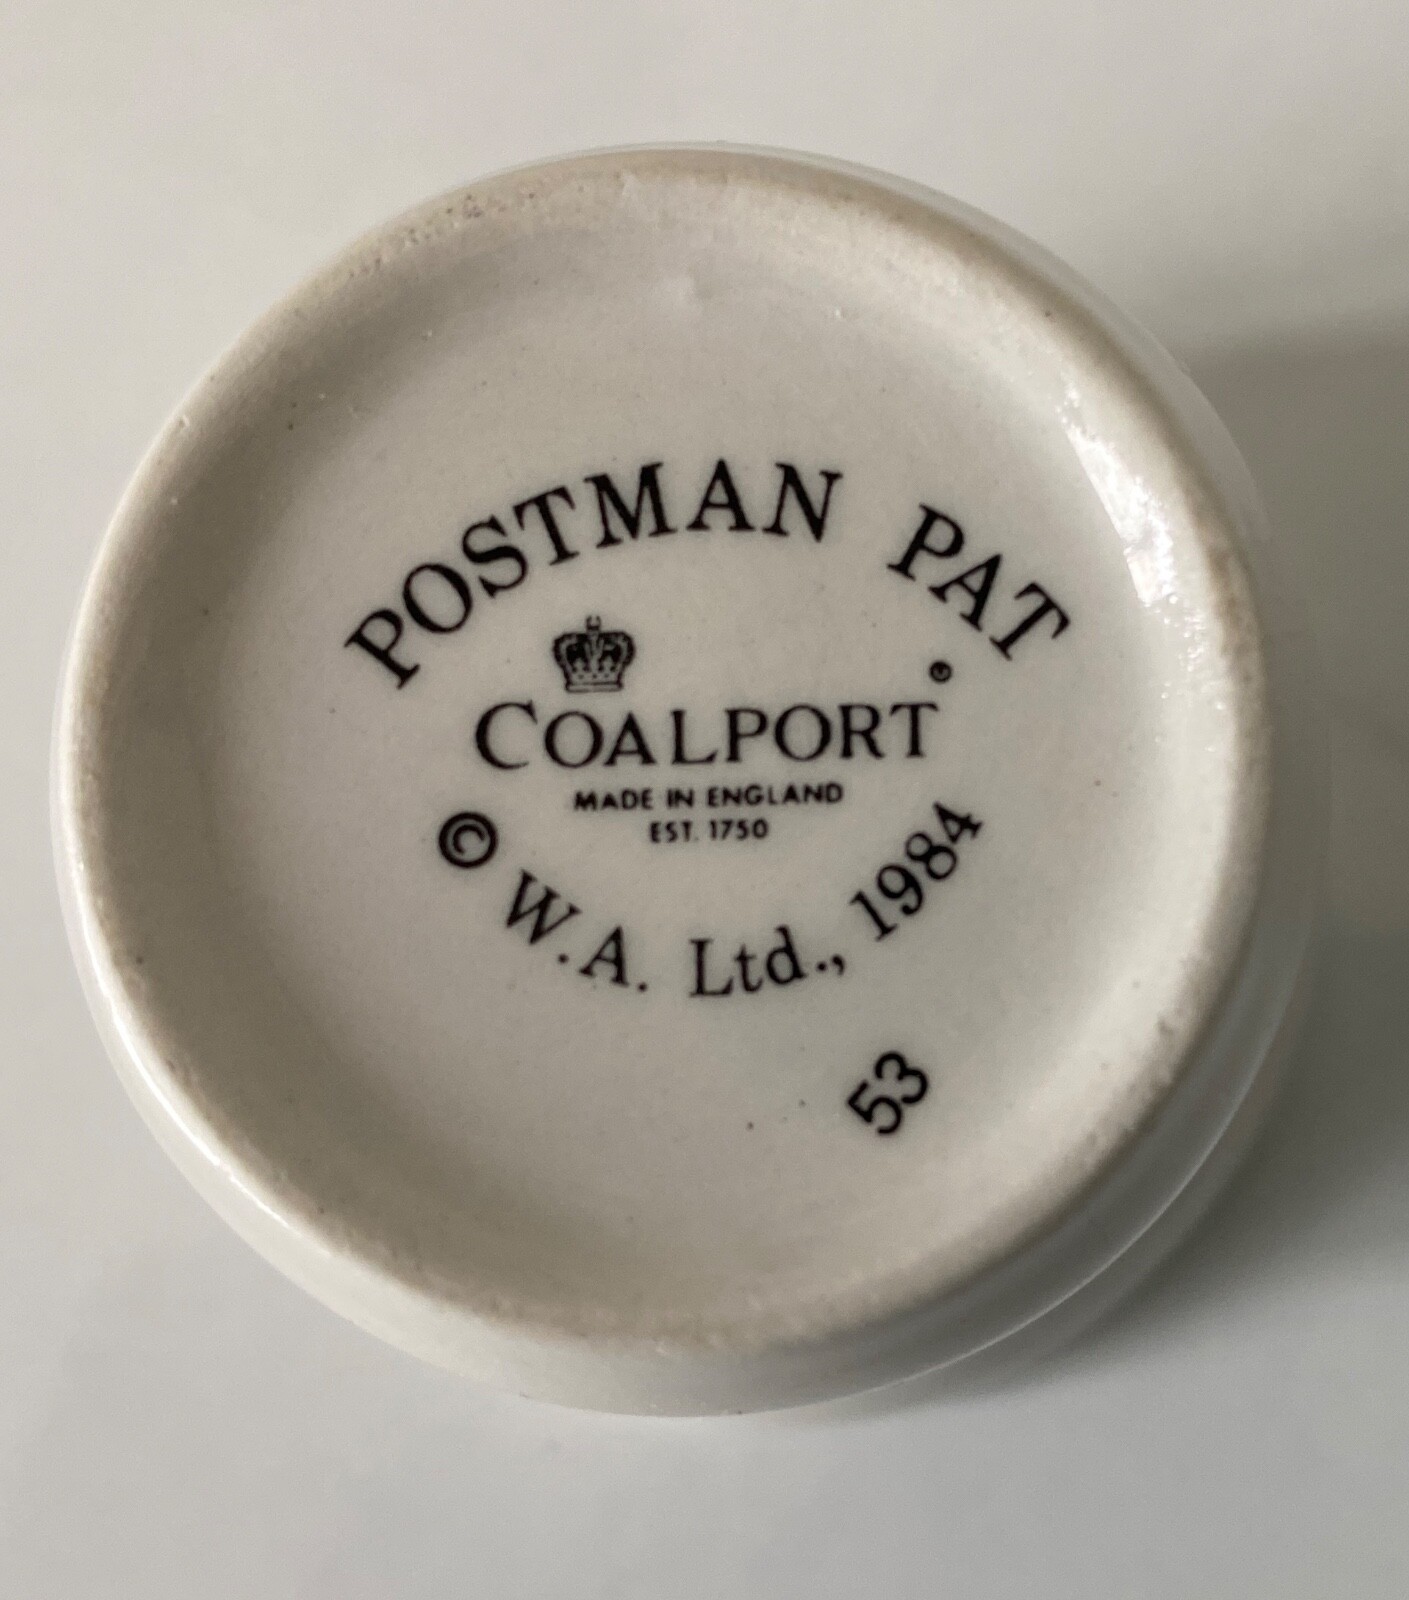 POSTMAN PAT
COALPORT
MADE IN ENGLAND
EST. 1750
© W.A. Ltd., 1984
53